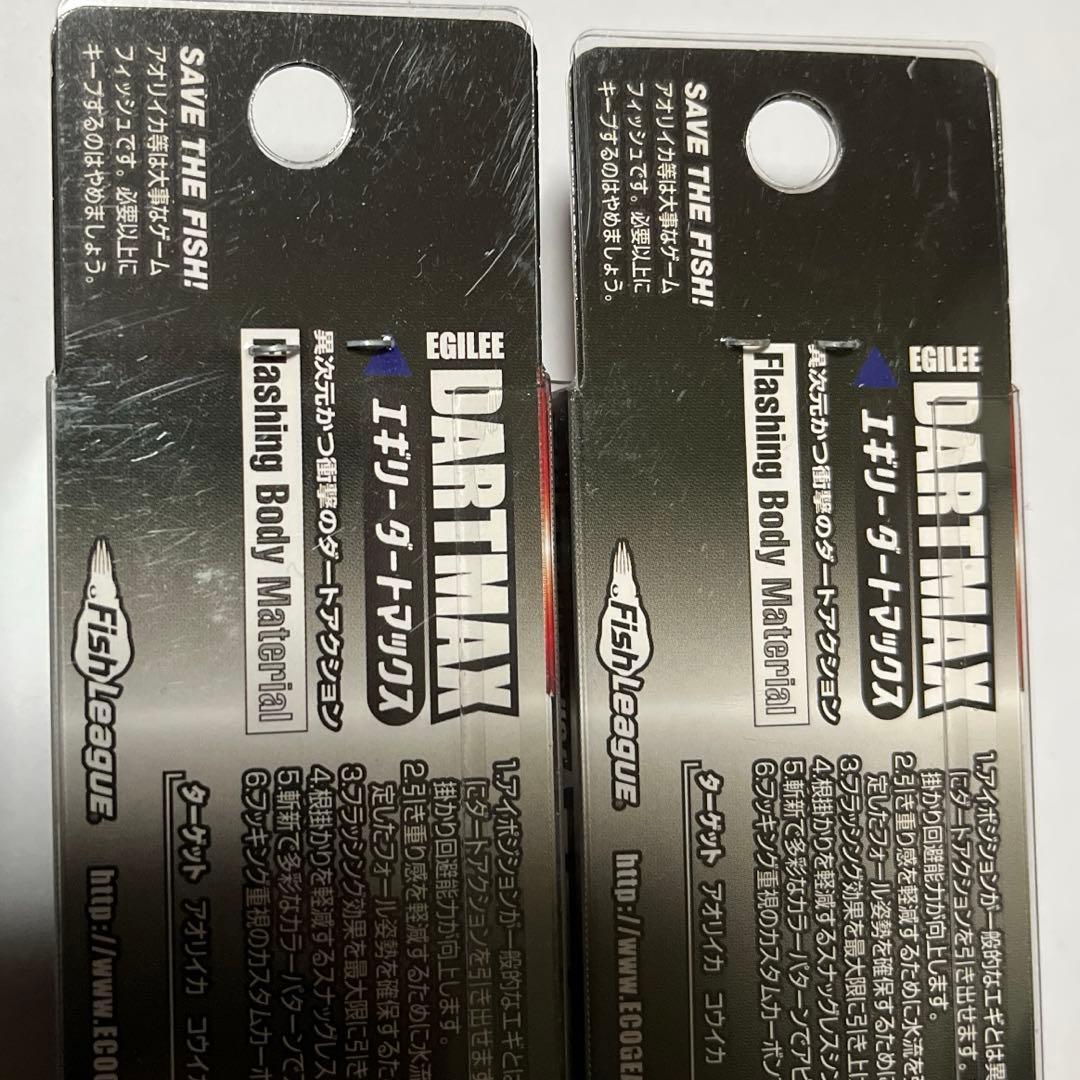 SAVE THE FISH!
アオリイカ等は大事なゲーム
フィッシュです。必要以上に
キープするのはやめましょう。
EGILEE
DARTMAX
エギリーダートマックス
異次元かつ衝撃のダートアクション
Flashing Body Material
FishLeague®
1.アイポジションが一般的なエギとは
にダートアクションを引き出せます
掛かり回避能力が向上します。
2.引き重り感を軽減するために水流
定したフォール姿勢を確保するた
3.フラッシング効果を最大限に引き
4.根掛かりを軽減するスナッグレス
5.斬新で多彩なカラーパターンで
6.フッキング重視のカスタムカー
ターゲット アオリイカ コウイカ
http://www.ECOG
SAVE THE FISH!
アオリイカ等は大事なゲーム
フィッシュです。必要以上に
キープするのはやめましょう。
EGILEE
DARTMAX
エギリーダートマックス
異次元かつ衝撃のダートアクション
Flashing Body Material
FishLeague®
1.アイポジションが一般的なエギとは異
にダートアクションを引き出せます。
掛かり回避能力が向上します。
2.引き重り感を軽減するために水流を
定したフォール姿勢を確保するために
3.フラッシング効果を最大限に引き上げ
4.根掛かりを軽減するスナッグレスシン
5.斬新で多彩なカラーパターンでアピ
6.フッキング重視のカスタムカーボン
ターゲット アオリイカ コウイカ
http://www.ECOGEA